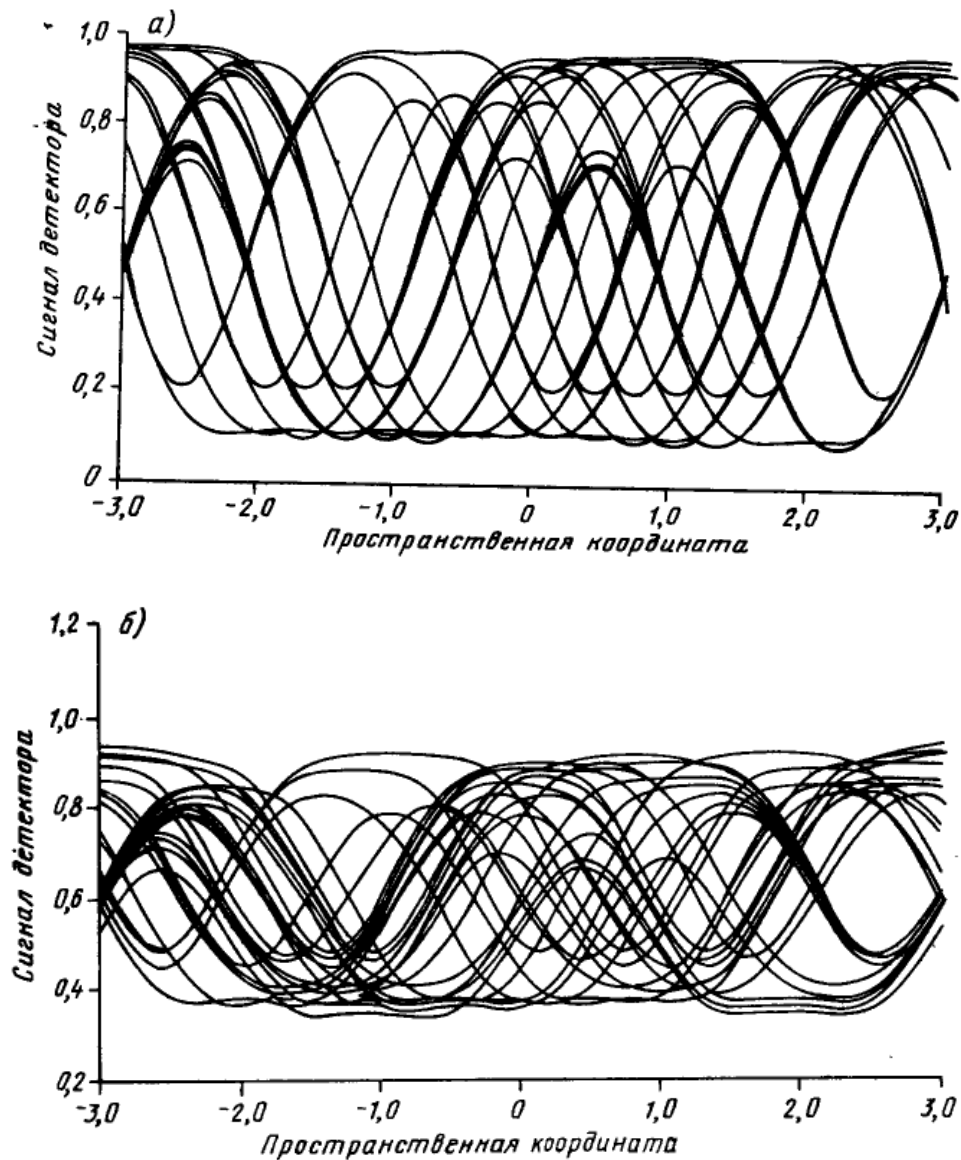 а)
1,0
0,8
0,6
0,4
0,2
0
Сигнал детектора
-3,0 -2,0 -1,0 0 1,0 2,0 3,0
Пространственная координата
б)
1,2
1,0
0,8
0,6
0,4
0,2
Сигнал детектора
-3,0 -2,0 -1,0 0 1,0 2,0 3,0
Пространственная координата